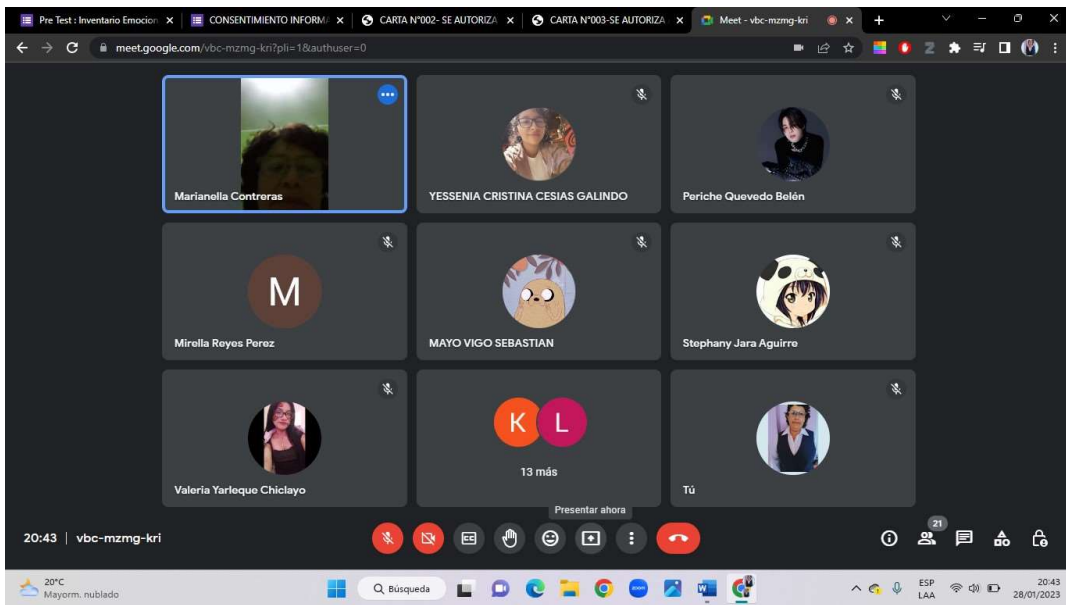 Pre Test : Inventario Emocion
CONSENTIMIENTO INFORM
CARTA N°002- SE AUTORIZA
CARTA N°003-SE AUTORIZA
Meet - vbc-mzmg-kri
meet.google.com/vbc-mzmg-kri?pli=1&authuser=0
Marianella Contreras
YESSENIA CRISTINA CESIAS GALINDO
Periche Quevedo Belén
M
Mirella Reyes Perez
MAYO VIGO SEBASTIAN
Stephany Jara Aguirre
Valeria Yarleque Chiclayo
K L
13 más
Tú
Presentar ahora
20:43 | vbc-mzmg-kri
21
20°C
Mayorm. nublado
Búsqueda
zoom
ESP
LAA
20:43
28/01/2023